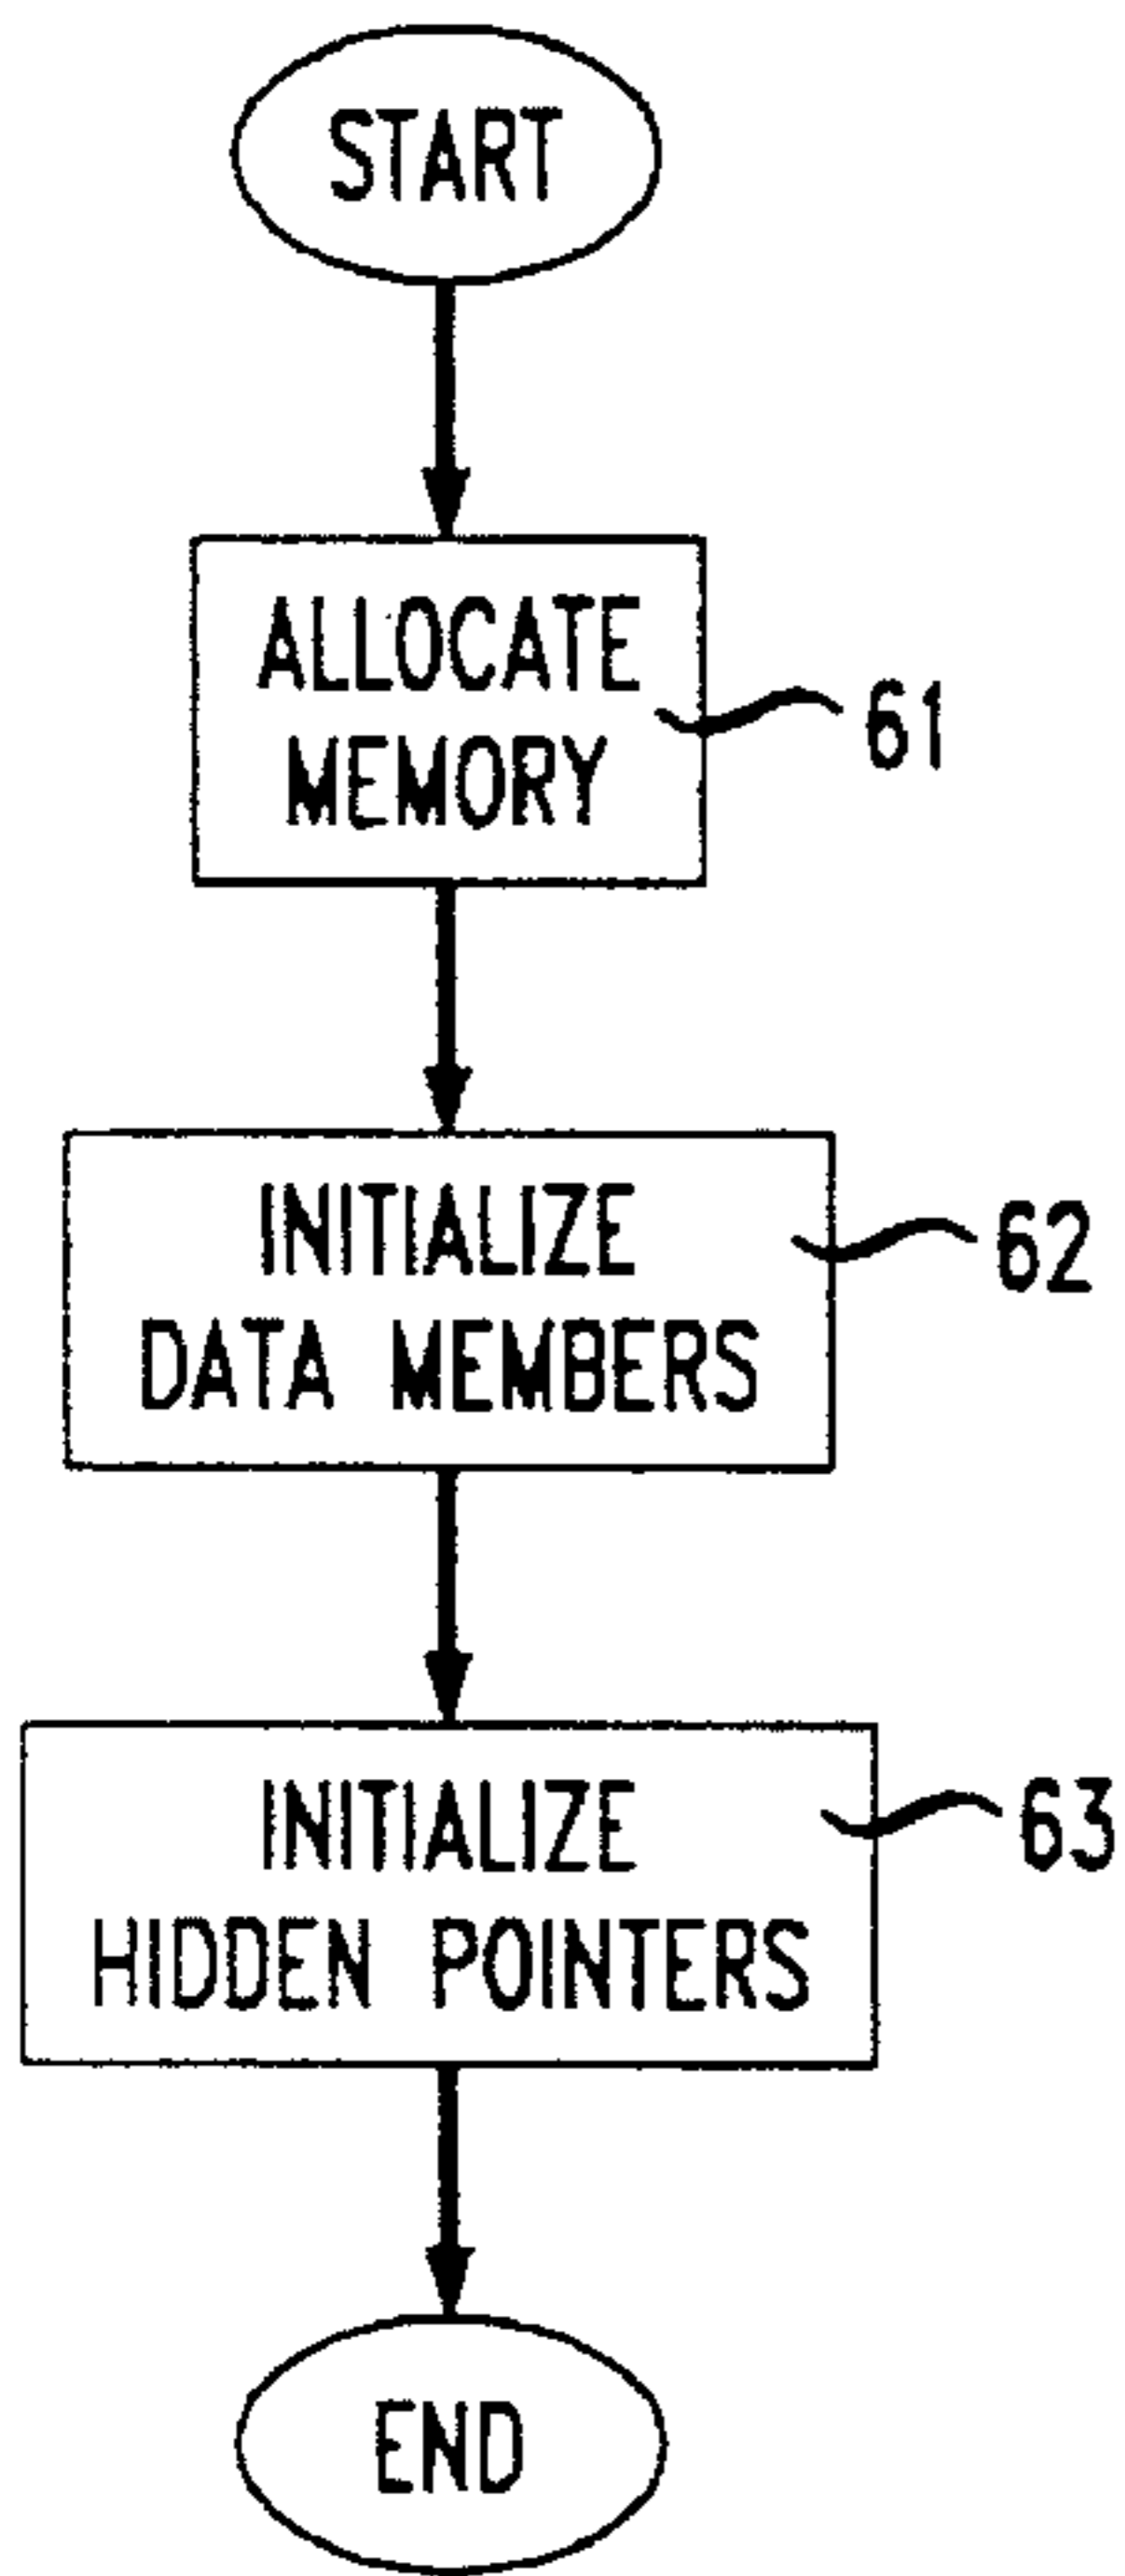 START
ALLOCATE
MEMORY
61
INITIALIZE
DATA MEMBERS
62
INITIALIZE
HIDDEN POINTERS
63
END